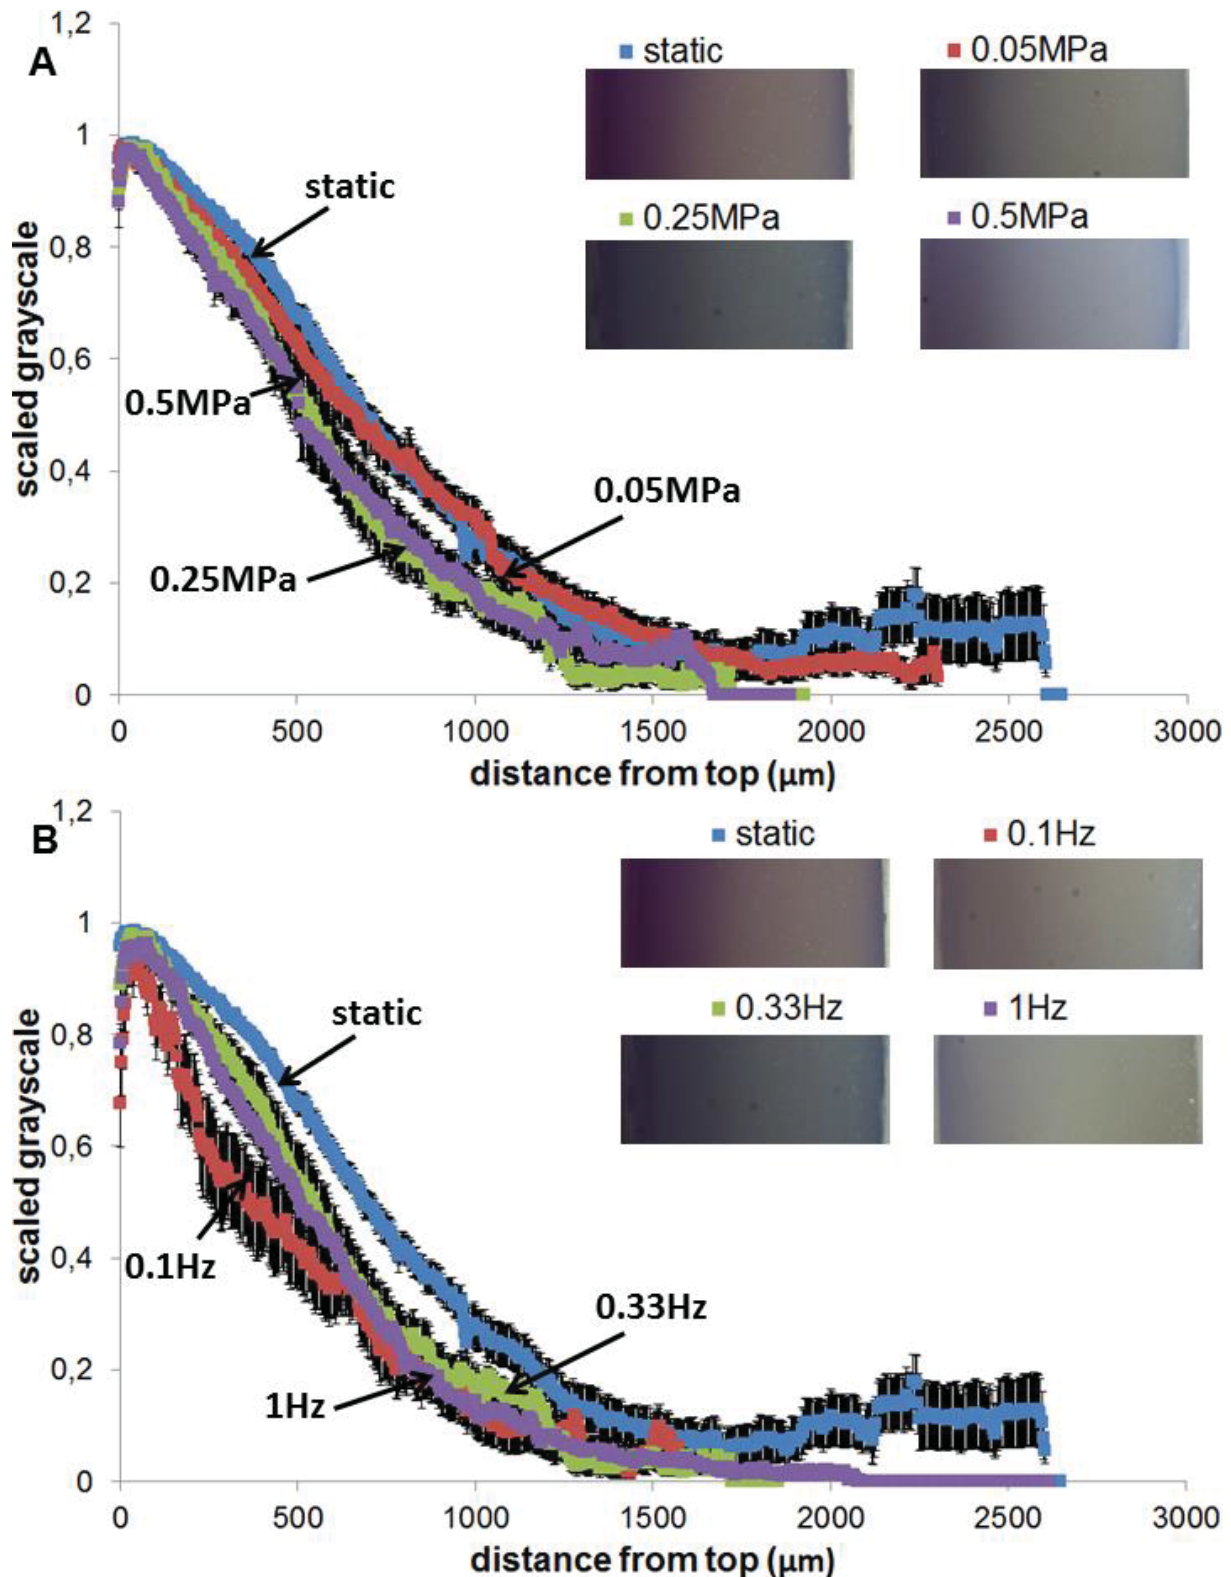 1,2
A
static
0.05MPa
1
static
0.25MPa
0.5MPa
0,8
scaled grayscale
0,6
0.5MPa
0,4
0.05MPa
0.25MPa
0,2
0
0 500 1000 1500 2000 2500 3000
distance from top (µm)
1,2
B
static
0.1Hz
1
static
0.33Hz
1Hz
0,8
scaled grayscale
0,6
0.1Hz
0,4
0.33Hz
0,2
1Hz
0
0 500 1000 1500 2000 2500 3000
distance from top (µm)